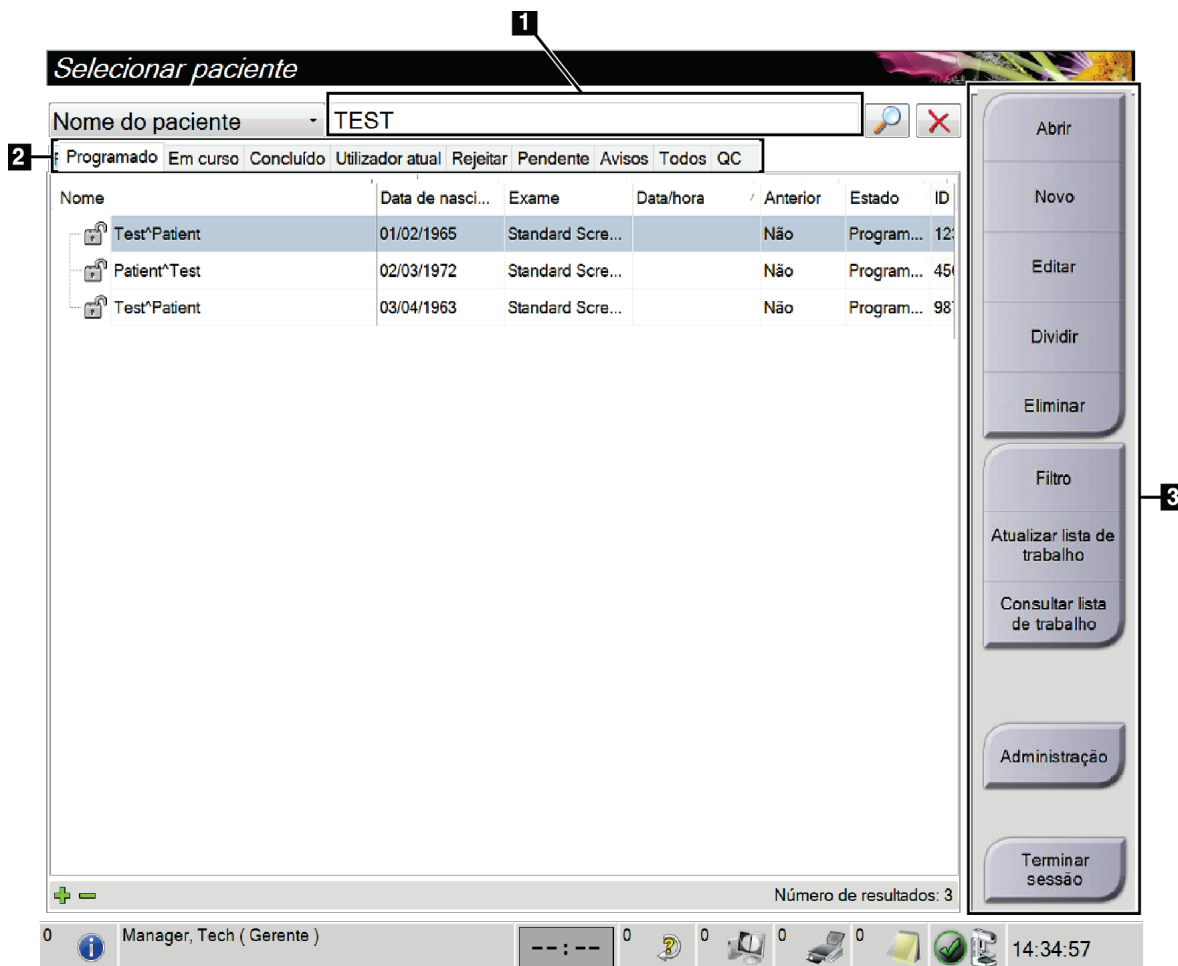 1
Selecionar paciente
Nome do paciente
TEST
2
Programado Em curso Concluído Utilizador atual Rejeitar Pendente Avisos Todos QC
Nome Data de nasci... Exame Data/hora Anterior Estado ID
Test^Patient 01/02/1965 Standard Scre... Não Program... 123
Patient^Test 02/03/1972 Standard Scre... Não Program... 456
Test^Patient 03/04/1963 Standard Scre... Não Program... 987
Abrir
Novo
Editar
Dividir
Eliminar
Filtro
3
Atualizar lista de
trabalho
Consultar lista
de trabalho
Administração
Terminar
sessão
Número de resultados: 3
0 Manager, Tech ( Gerente ) --:-- 0 0 0 0 14:34:57